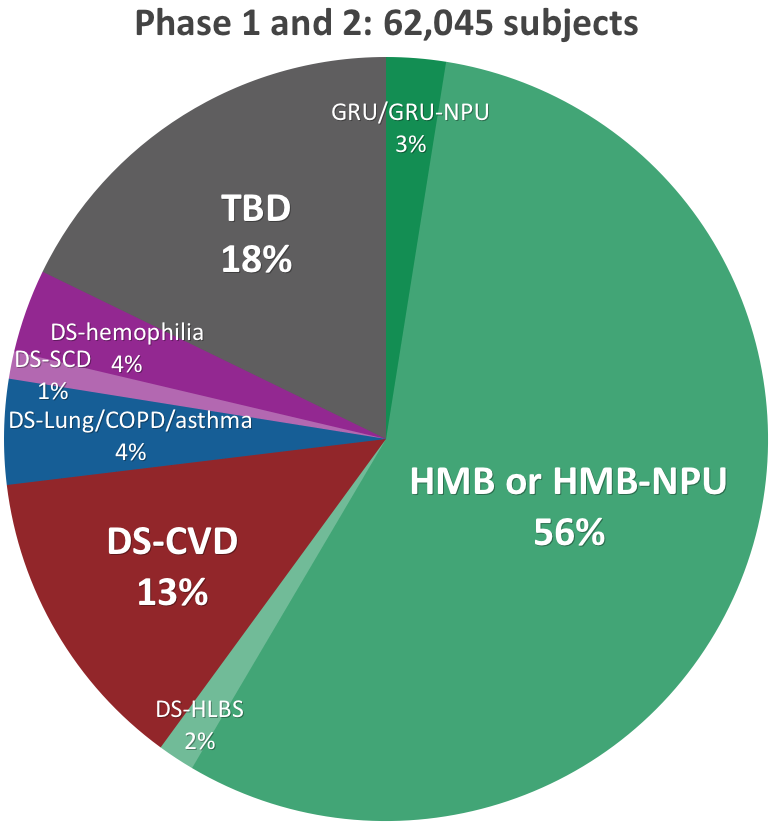 Phase 1 and 2: 62,045 subjects
GRU/GRU-NPU
3%
TBD
18%
DS-hemophilia
4%
DS-SCD
1%
DS-Lung/COPD/asthma
4%
HMB or HMB-NPU
56%
DS-CVD
13%
DS-HLBS
2%